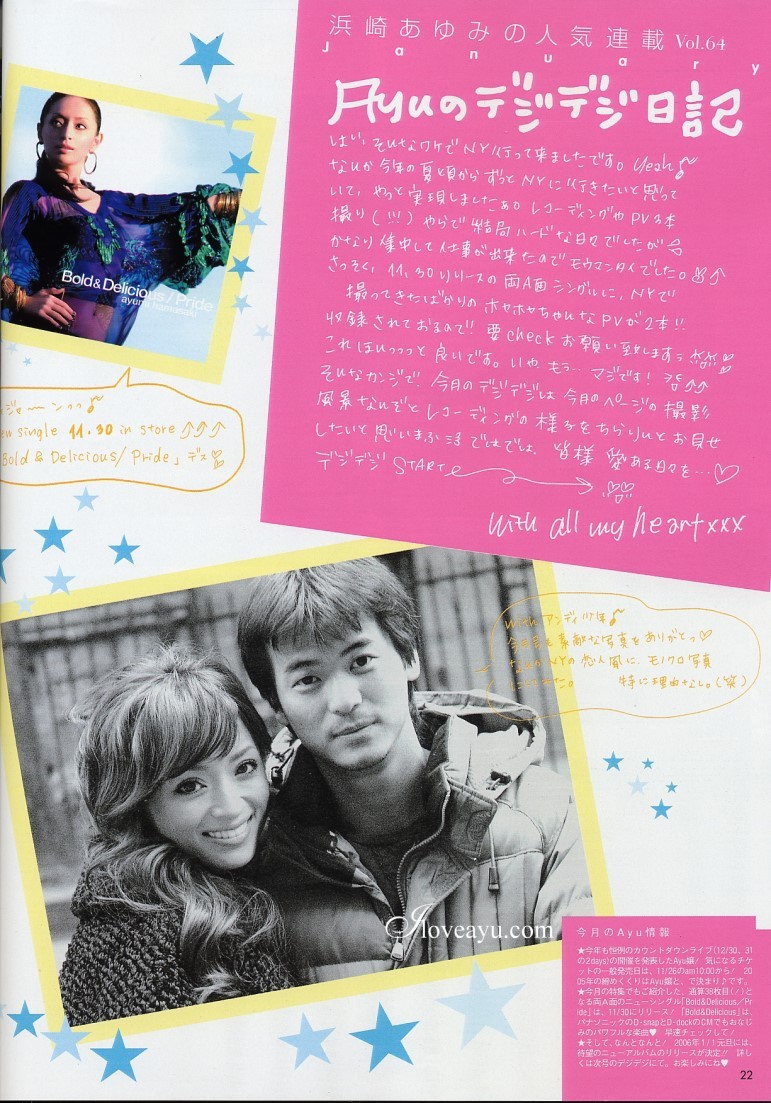 浜崎あゆみの人気連載 Vol.64
January
Ayuのデジデジ日記
はい、そんなワケでNY行って来ましたです。Yeah♪
なんか今年の夏頃からずっとNYに行きたいと思って
いて、やっと実現しましたぁ。レコーディングやPV3本
撮り(!!!)やらで結局ハードな日々でしたが
かなり集中して仕事が出来たのでモウマンタイでした。↑
さっそく、11.30リリースの両A面シングルに、NYで
撮ってきたばかりのホヤホヤちゃんなPVが2本!!
収録されておるので!! 要checkお願い致します
これはいっっっと良いです。いや、もぅ…マジです! ↑↑
そんなカンジで、今月のデジデジは今月のページの撮影
風景なんぞとレコーディングの様子をちらりんとお見せ
したいと思いまふ ではでは、皆様 愛ある日々を…♡
デジデジ START
with all my heart xxx
Bold&Delicious/Pride
ayumi hamasaki
new single 11.30 in store ↑↑↑
「Bold & Delicious/Pride」デス
with アンディ少年♪
素敵な写真をありがとっ♡
なんかNYの恋人風に、モノクロ写真
特に理由なし。(笑)
Iloveayu.com
今月のAyu情報
★今年も恒例のカウントダウンライブ(12/30、31
の2days)の開催を発表したAyu嬢! 気になるチケ
ットの一般発売日は、11/26のam10:00から! 20
05年の締めくくりはAyu嬢と、で決まり♪です。
★今月の特集でもご紹介した、通算38枚目(!)と
なる両A面のニューシングル「Bold&Delicious/Pr
ide」は、11/30にリリース!「Bold&Delicious」は、
パナソニックのD-snapとD-dockのCMでもおなじ
みのパワフルな楽曲♥ 早速チェックして!
★そして、なんとなんと! 2006年1/1元旦には、
待望のニューアルバムのリリースが決定!! 詳し
くは次号のデジデジにて。お楽しみにね♥
22